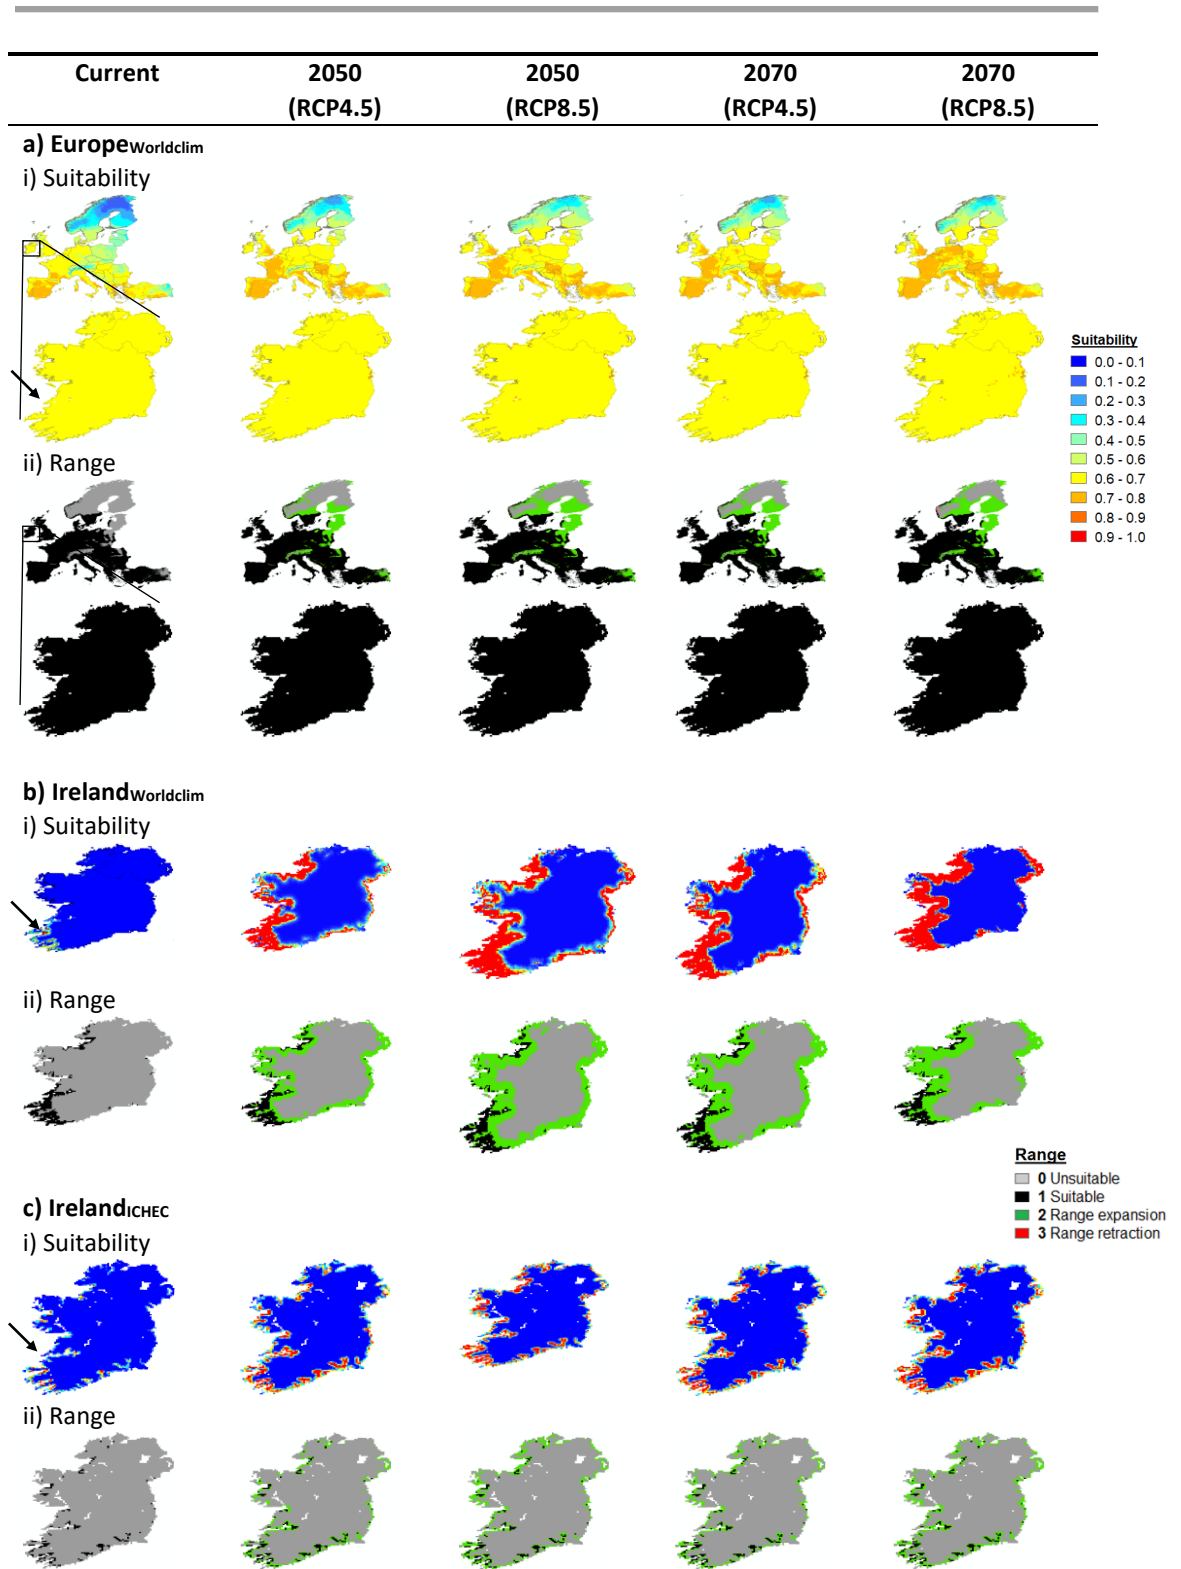 Current 2050 2050 2070 2070
(RCP4.5) (RCP8.5) (RCP4.5) (RCP8.5)
a) EuropeWorldclim
i) Suitability
Suitability
0.0 - 0.1
0.1 - 0.2
0.2 - 0.3
0.3 - 0.4
0.4 - 0.5
0.5 - 0.6
0.6 - 0.7
0.7 - 0.8
0.8 - 0.9
0.9 - 1.0
ii) Range
b) IrelandWorldclim
i) Suitability
ii) Range
Range
0 Unsuitable
1 Suitable
2 Range expansion
3 Range retraction
c) IrelandICHEC
i) Suitability
ii) Range